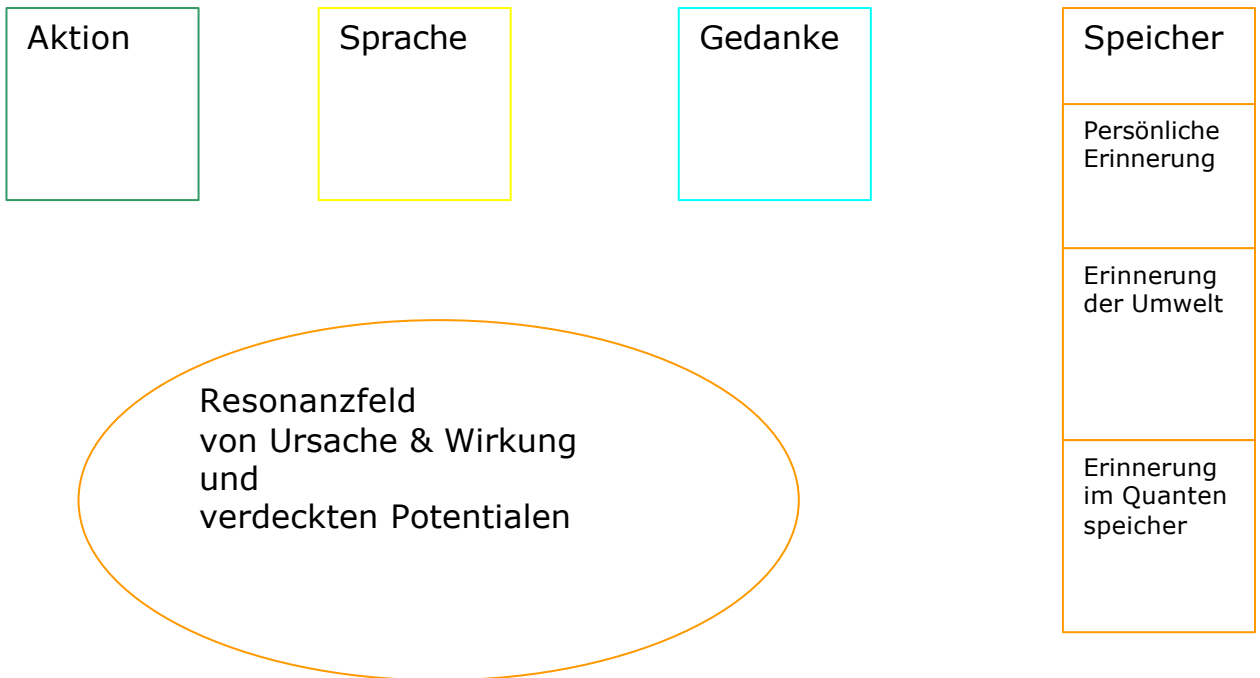 Aktion
Sprache
Gedanke
Speicher
Persönliche
Erinnerung
Erinnerung
der Umwelt
Erinnerung
im Quanten
speicher
Resonanzfeld
von Ursache & Wirkung
und
verdeckten Potentialen